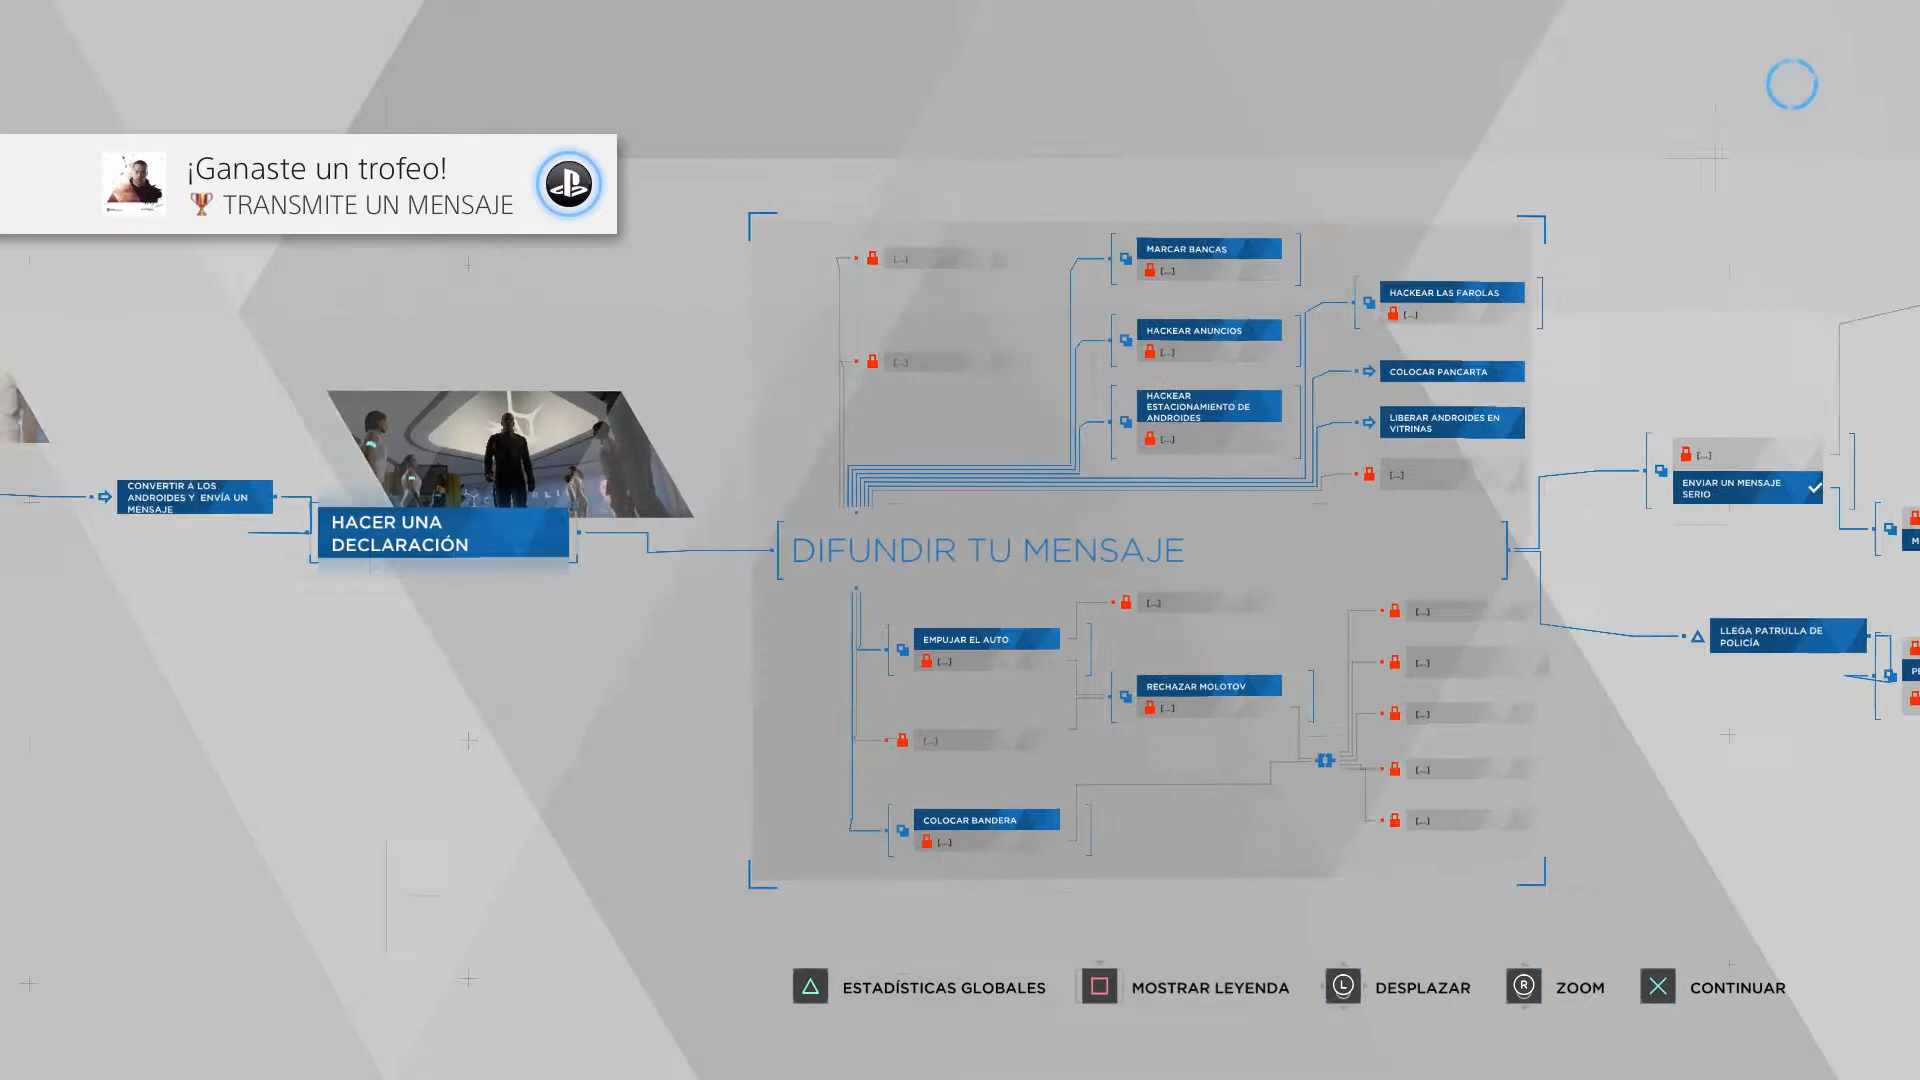 ¡Ganaste un trofeo!
TRANSMITE UN MENSAJE
[...]
MARCAR BANCAS
[...]
HACKEAR LAS FAROLAS
[...]
HACKEAR ANUNCIOS
[...]
[...]
COLOCAR PANCARTA
HACKEAR
ESTACIONAMIENTO DE
ANDROIDES
[...]
LIBERAR ANDROIDES EN
VITRINAS
[...]
[...]
ENVIAR UN MENSAJE
SERIO
CONVERTIR A LOS
ANDROIDES Y ENVÍA UN
MENSAJE
HACER UNA
DECLARACIÓN
DIFUNDIR TU MENSAJE
M
[...]
EMPUJAR EL AUTO
[...]
[...]
LLEGA PATRULLA DE
POLICÍA
[...]
PE
RECHAZAR MOLOTOV
[...]
[...]
[...]
[...]
COLOCAR BANDERA
[...]
[...]
ESTADÍSTICAS GLOBALES
MOSTRAR LEYENDA
L
DESPLAZAR
R
ZOOM
CONTINUAR